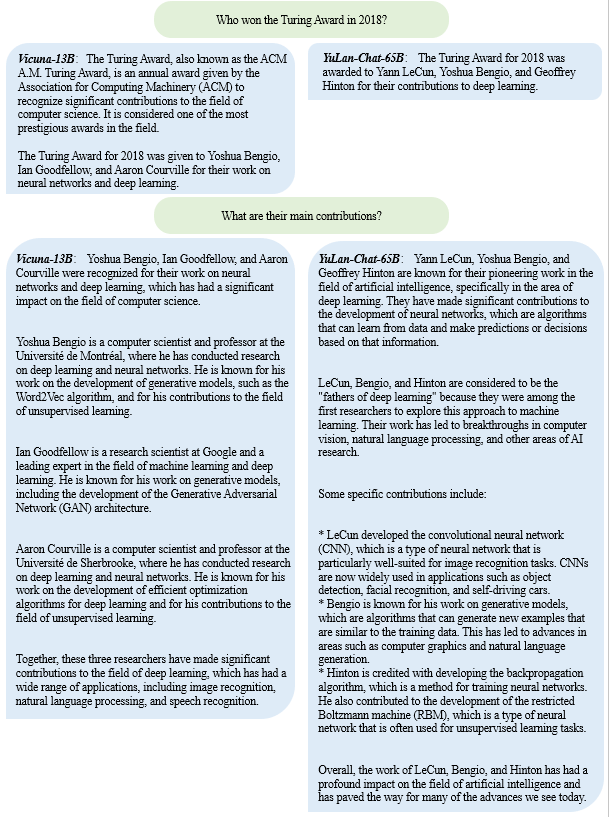 Who won the Turing Award in 2018?
Vicuna-13B: The Turing Award, also known as the ACM
A.M. Turing Award, is an annual award given by the
Association for Computing Machinery (ACM) to
recognize significant contributions to the field of
computer science. It is considered one of the most
prestigious awards in the field.
The Turing Award for 2018 was given to Yoshua Bengio,
Ian Goodfellow, and Aaron Courville for their work on
neural networks and deep learning.
YuLan-Chat-65B: The Turing Award for 2018 was
awarded to Yann LeCun, Yoshua Bengio, and Geoffrey
Hinton for their contributions to deep learning.
What are their main contributions?
Vicuna-13B: Yoshua Bengio, Ian Goodfellow, and Aaron
Courville were recognized for their work on neural
networks and deep learning, which has had a significant
impact on the field of computer science.
Yoshua Bengio is a computer scientist and professor at the
Université de Montréal, where he has conducted research
on deep learning and neural networks. He is known for his
work on the development of generative models, such as the
Word2Vec algorithm, and for his contributions to the field
of unsupervised learning.
Ian Goodfellow is a research scientist at Google and a
leading expert in the field of machine learning and deep
learning. He is known for his work on generative models,
including the development of the Generative Adversarial
Network (GAN) architecture.
Aaron Courville is a computer scientist and professor at the
Université de Sherbrooke, where he has conducted research
on deep learning and neural networks. He is known for his
work on the development of efficient optimization
algorithms for deep learning and for his contributions to the
field of unsupervised learning.
Together, these three researchers have made significant
contributions to the field of deep learning, which has had a
wide range of applications, including image recognition,
natural language processing, and speech recognition.
YuLan-Chat-65B: Yann LeCun, Yoshua Bengio, and
Geoffrey Hinton are known for their pioneering work in the
field of artificial intelligence, specifically in the area of
deep learning. They have made significant contributions to
the development of neural networks, which are algorithms
that can learn from data and make predictions or decisions
based on that information.
LeCun, Bengio, and Hinton are considered to be the
"fathers of deep learning" because they were among the
first researchers to explore this approach to machine
learning. Their work has led to breakthroughs in computer
vision, natural language processing, and other areas of AI
research.
Some specific contributions include:
* LeCun developed the convolutional neural network
(CNN), which is a type of neural network that is
particularly well-suited for image recognition tasks. CNNs
are now widely used in applications such as object
detection, facial recognition, and self-driving cars.
* Bengio is known for his work on generative models,
which are algorithms that can generate new examples that
are similar to the training data. This has led to advances in
areas such as computer graphics and natural language
generation.
* Hinton is credited with developing the backpropagation
algorithm, which is a method for training neural networks.
He also contributed to the development of the restricted
Boltzmann machine (RBM), which is a type of neural
network that is often used for unsupervised learning tasks.
Overall, the work of LeCun, Bengio, and Hinton has had a
profound impact on the field of artificial intelligence and
has paved the way for many of the advances we see today.